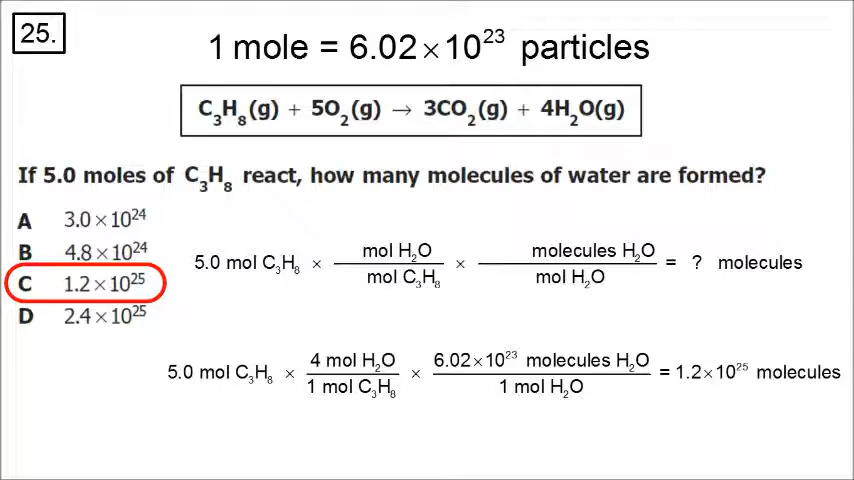 25.
1 mole = 6.02 × 10²³ particles
C₃H₈(g) + 5O₂(g) → 3CO₂(g) + 4H₂O(g)
If 5.0 moles of C₃H₈ react, how many molecules of water are formed?
A 3.0 × 10²⁴
B 4.8 × 10²⁴
C 1.2 × 10²⁵
D 2.4 × 10²⁵
5.0 mol C₃H₈ × mol H₂O / mol C₃H₈ × molecules H₂O / mol H₂O = ? molecules
5.0 mol C₃H₈ × 4 mol H₂O / 1 mol C₃H₈ × 6.02×10²³ molecules H₂O / 1 mol H₂O = 1.2×10²⁵ molecules